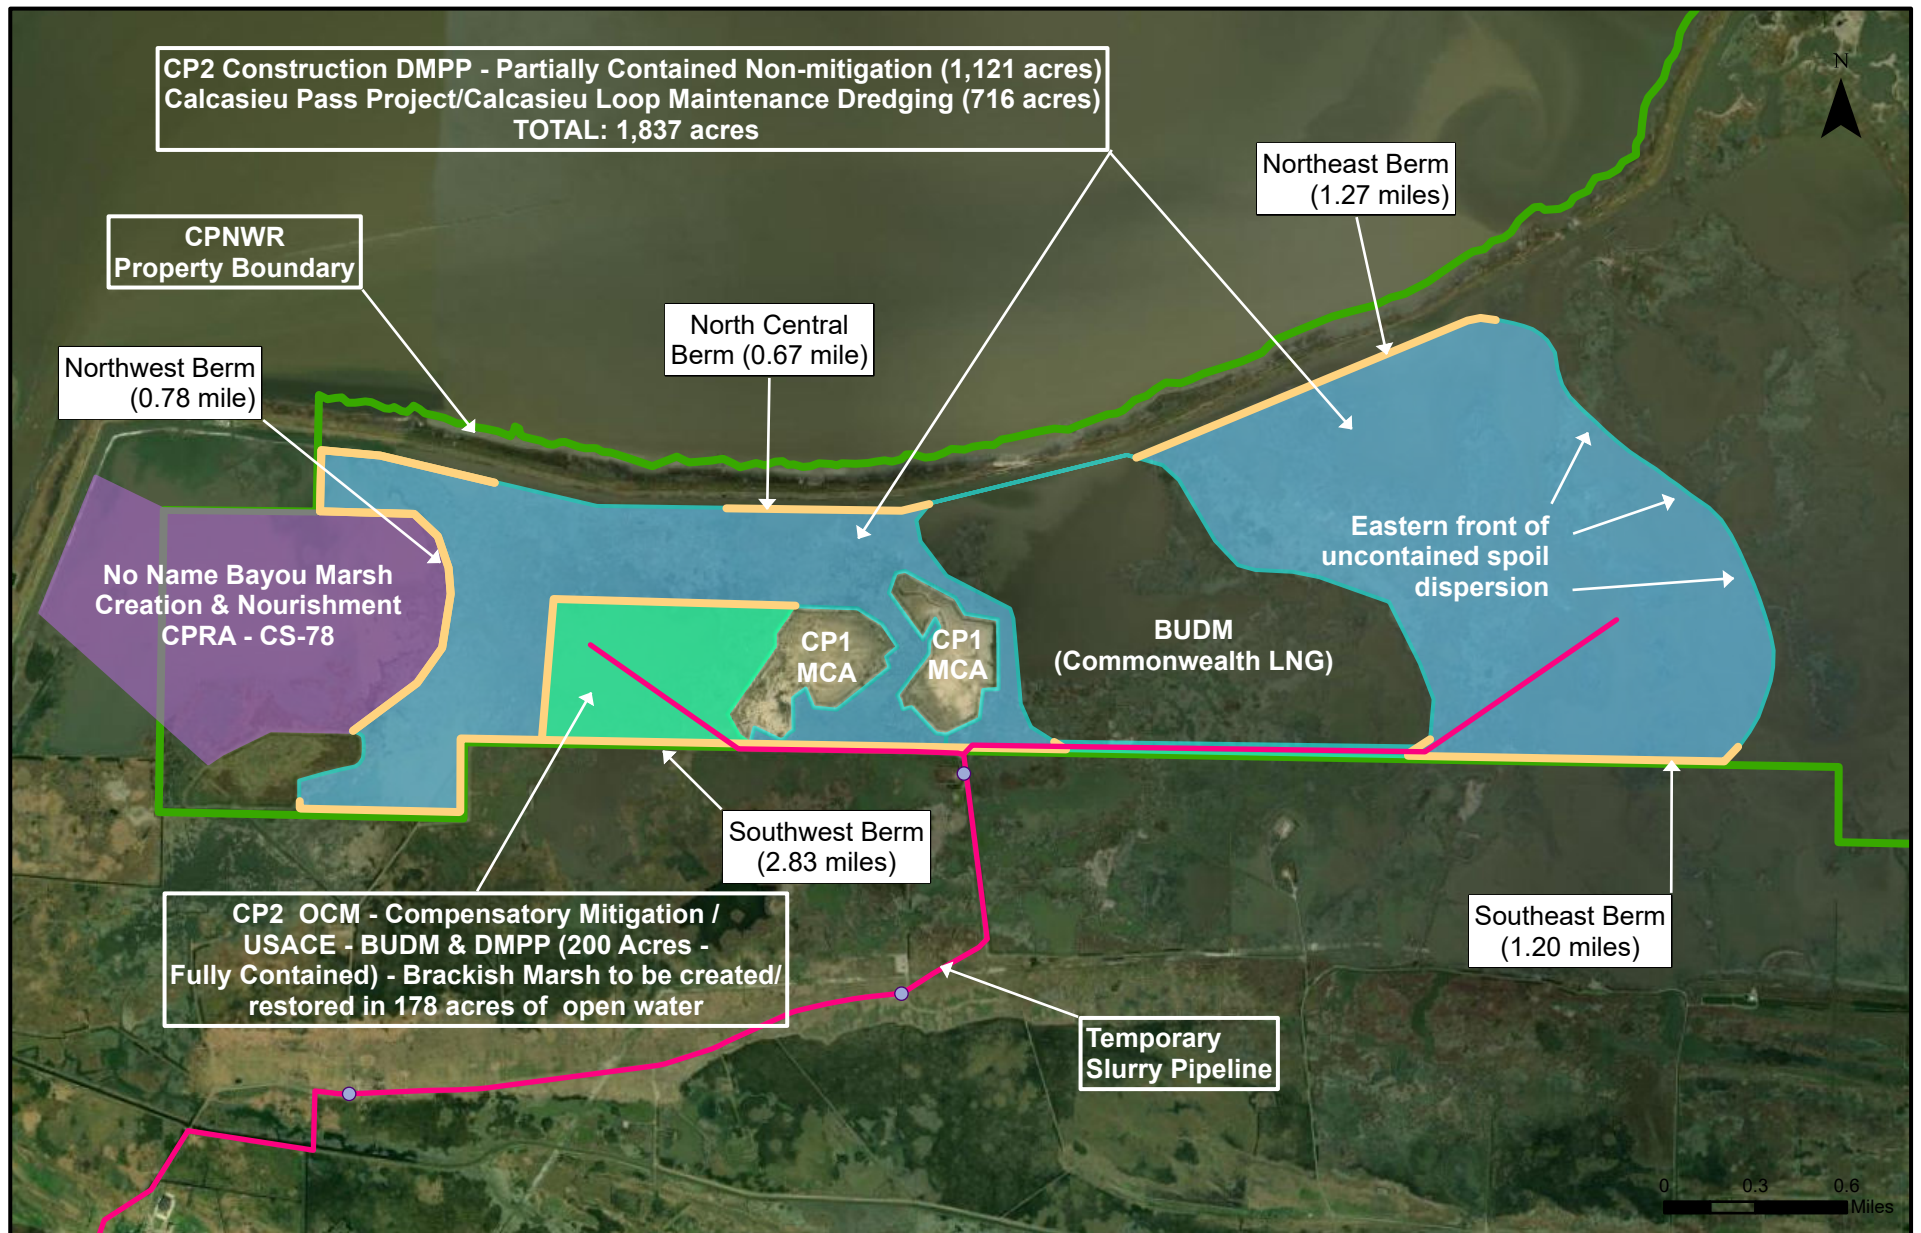 CP2 Construction DMPP - Partially Contained Non-mitigation (1,121 acres)
Calcasieu Pass Project/Calcasieu Loop Maintenance Dredging (716 acres)
TOTAL: 1,837 acres
N
Northeast Berm
(1.27 miles)
CPNWR
Property Boundary
North Central
Berm (0.67 mile)
Northwest Berm
(0.78 mile)
Eastern front of
uncontained spoil
dispersion
No Name Bayou Marsh
Creation & Nourishment
CPRA - CS-78
CP1
MCA
CP1
MCA
BUDM
(Commonwealth LNG)
Southwest Berm
(2.83 miles)
CP2  OCM - Compensatory Mitigation /
USACE - BUDM & DMPP (200 Acres -
Fully Contained) - Brackish Marsh to be created/
restored in 178 acres of  open water
Southeast Berm
(1.20 miles)
Temporary
Slurry Pipeline
0 0.3 0.6
Miles